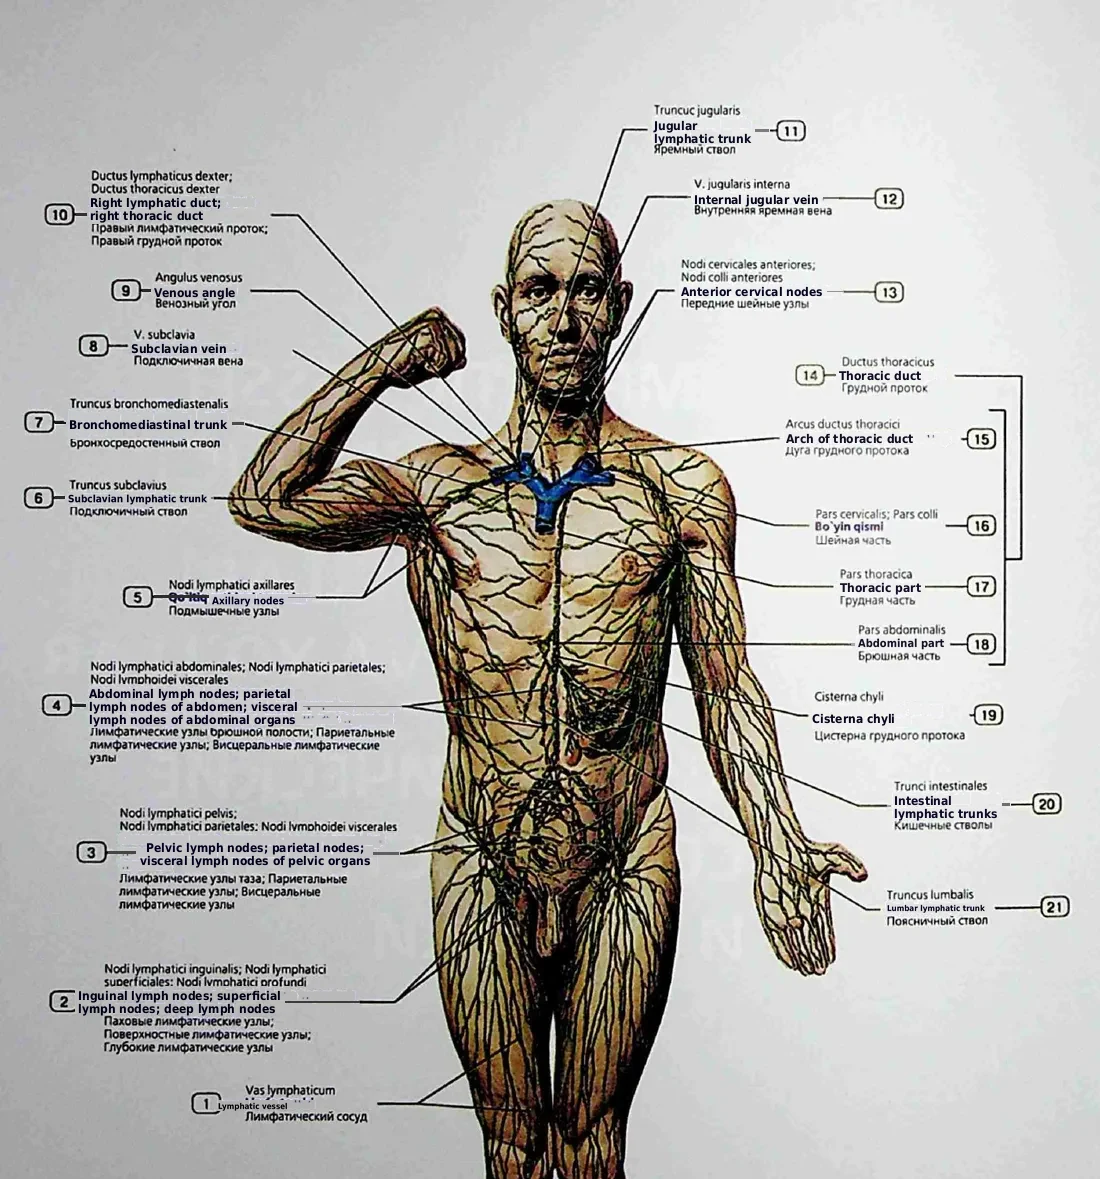 Truncuc jugularis
Jugular
lymphatic trunk
Яремный ствол
11
V. jugularis interna
Internal jugular vein
Внутренняя яремная вена
12
Nodi cervicales anteriores;
Nodi colli anteriores
Anterior cervical nodes
Передние шейные узлы
13
Ductus thoracicus
Thoracic duct
Грудной проток
14
Arcus ductus thoracici
Arch of thoracic duct
Дуга грудного протока
15
Pars cervicalis; Pars colli
Bo`yin qismi
Шейная часть
16
Pars thoracica
Thoracic part
Грудная часть
17
Pars abdominalis
Abdominal part
Брюшная часть
18
Cisterna chyli
Cisterna chyli
Цистерна грудного протока
19
Trunci intestinales
Intestinal
lymphatic trunks
Кишечные стволы
20
Truncus lumbalis
Lumbar lymphatic trunk
Поясничный ствол
21
Ductus lymphaticus dexter;
Ductus thoracicus dexter
Right lymphatic duct;
right thoracic duct
Правый лимфатический проток;
Правый грудной проток
10
Angulus venosus
Venous angle
Венозный угол
9
V. subclavia
Subclavian vein
Подключичная вена
8
Truncus bronchomediastenalis
Bronchomediastinal trunk
Бронхосредостенный ствол
7
Truncus subclavius
Subclavian lymphatic trunk
Подключичный ствол
6
Nodi lymphatici axillares
Qo`ltiq Axillary nodes
Подмышечные узлы
5
Nodi lymphatici abdominales; Nodi lymphatici parietales;
Nodi lymphoidei viscerales
Abdominal lymph nodes; parietal
lymph nodes of abdomen; visceral
lymph nodes of abdominal organs
Лимфатические узлы брюшной полости; Париетальные
лимфатические узлы; Висцеральные лимфатические
узлы
4
Nodi lymphatici pelvis;
Nodi lymphatici parietales; Nodi lymphoidei viscerales
Pelvic lymph nodes; parietal nodes;
visceral lymph nodes of pelvic organs
Лимфатические узлы таза; Париетальные
лимфатические узлы; Висцеральные
лимфатические узлы
3
Nodi lymphatici inguinalis; Nodi lymphatici
superficiales; Nodi lymphatici profundi
Inguinal lymph nodes; superficial
lymph nodes; deep lymph nodes
Паховые лимфатические узлы;
Поверхностные лимфатические узлы;
Глубокие лимфатические узлы
2
Vas lymphaticum
Lymphatic vessel
Лимфатический сосуд
1